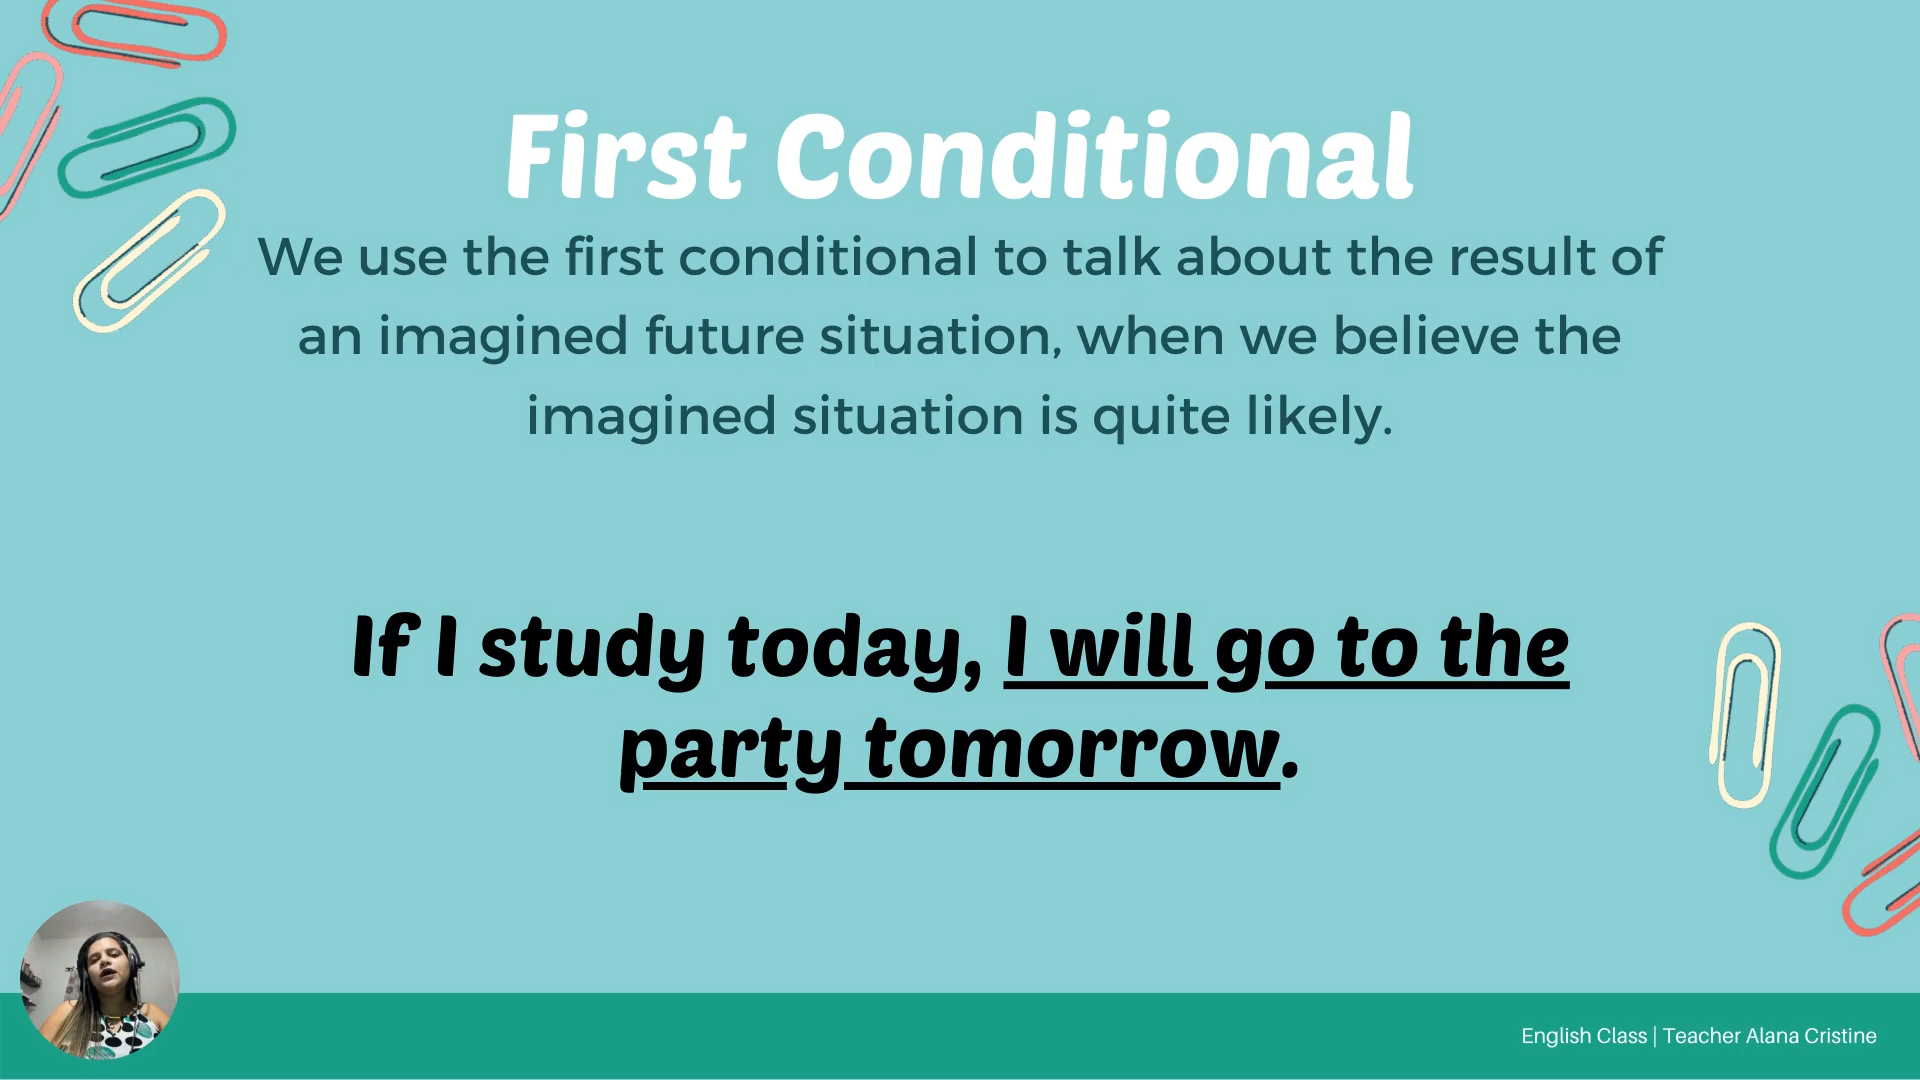 First Conditional
We use the first conditional to talk about the result of
an imagined future situation, when we believe the
imagined situation is quite likely.
If I study today, I will go to the
party tomorrow.
English Class | Teacher Alana Cristine